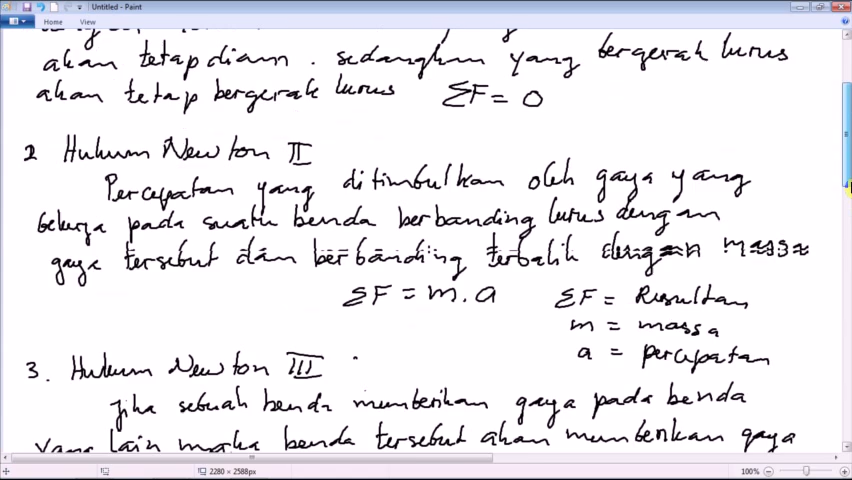 Untitled - Paint
Home View
akan tetap diam. sedangkan yang bergerak lurus
akan tetap bergerak lurus ΣF = 0
2 Hukum Newton II
Percepatan yang ditimbulkan oleh gaya yang
bekerja pada suatu benda berbanding lurus dengan
gaya tersebut dan berbanding terbalik dengan massa
ΣF = m.a ΣF = Resultan
m = massa
a = percepatan
3. Hukum Newton III
Jika sebuah benda memberikan gaya pada benda
yang lain maka benda tersebut akan memberikan gaya
2280 × 2588px 100%